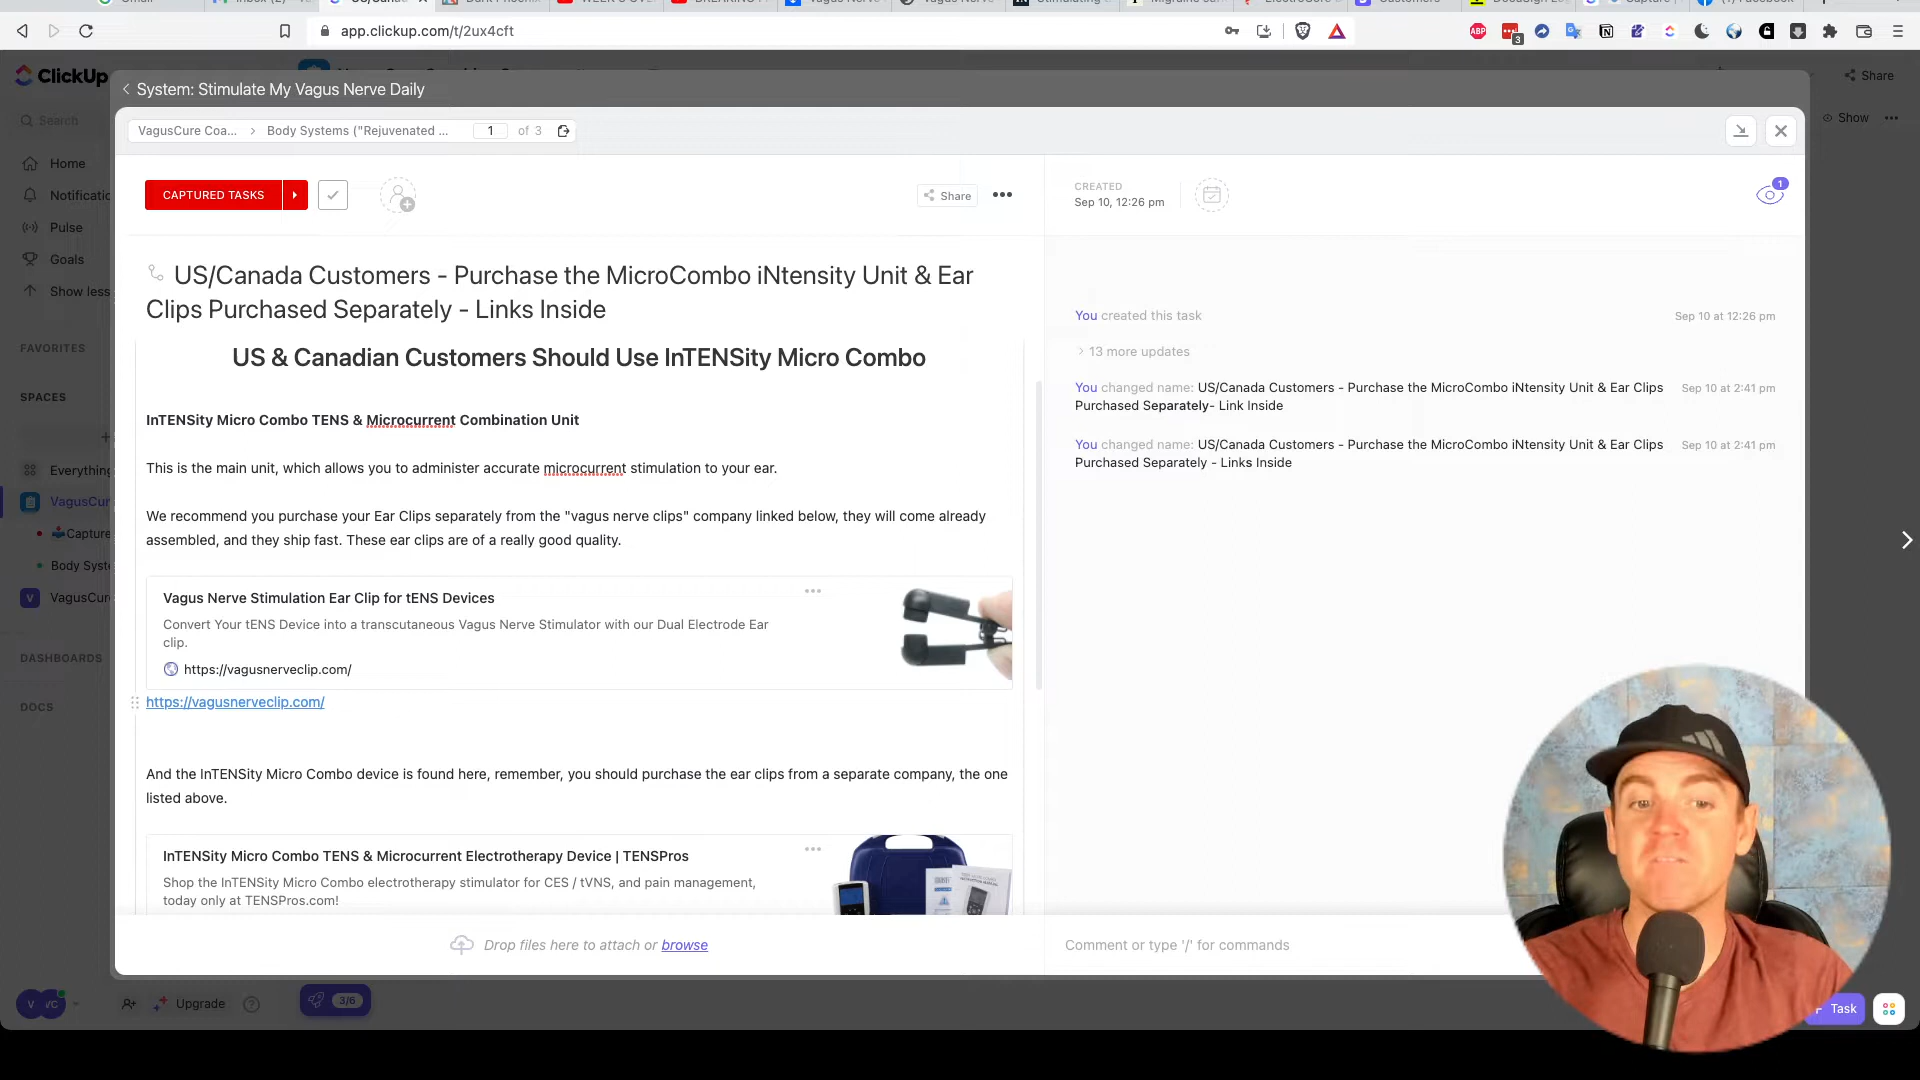 app.clickup.com/t/2ux4cft
ABP
3
ClickUp
Share
System: Stimulate My Vagus Nerve Daily
Search
Show
VagusCure Coa...
Body Systems ("Rejuvenated ...
1
of 3
Home
Notificatio
Pulse
Goals
Show less
CAPTURED TASKS
Share
CREATED
Sep 10, 12:26 pm
1
US/Canada Customers - Purchase the MicroCombo iNtensity Unit & Ear
Clips Purchased Separately - Links Inside
FAVORITES
SPACES
Everything
VagusCur
Capture
Body Syste
V
VagusCure
DASHBOARDS
DOCS
US & Canadian Customers Should Use InTENSity Micro Combo
InTENSity Micro Combo TENS & Microcurrent Combination Unit
This is the main unit, which allows you to administer accurate microcurrent stimulation to your ear.
We recommend you purchase your Ear Clips separately from the "vagus nerve clips" company linked below, they will come already
assembled, and they ship fast. These ear clips are of a really good quality.
Vagus Nerve Stimulation Ear Clip for tENS Devices
Convert Your tENS Device into a transcutaneous Vagus Nerve Stimulator with our Dual Electrode Ear
clip.
https://vagusnerveclip.com/
https://vagusnerveclip.com/
And the InTENSity Micro Combo device is found here, remember, you should purchase the ear clips from a separate company, the one
listed above.
InTENSity Micro Combo TENS & Microcurrent Electrotherapy Device | TENSPros
Shop the InTENSity Micro Combo electrotherapy stimulator for CES / tVNS, and pain management,
today only at TENSPros.com!
Drop files here to attach or browse
You created this task
Sep 10 at 12:26 pm
13 more updates
You changed name: US/Canada Customers - Purchase the MicroCombo iNtensity Unit & Ear Clips
Purchased Separately- Link Inside
Sep 10 at 2:41 pm
You changed name: US/Canada Customers - Purchase the MicroCombo iNtensity Unit & Ear Clips
Purchased Separately - Links Inside
Sep 10 at 2:41 pm
Comment or type '/' for commands
V
VC
Upgrade
3/6
Task